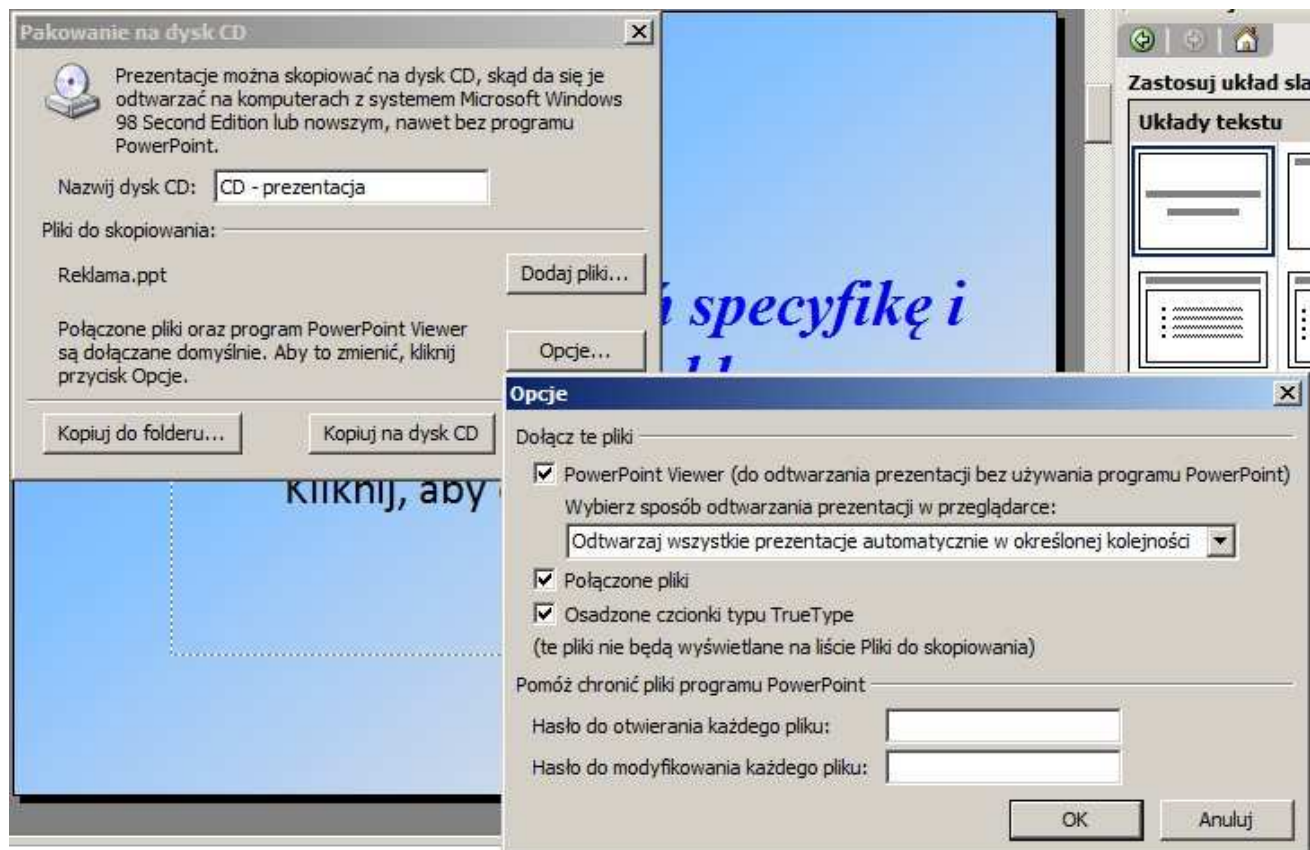 Pakowanie na dysk CD
Prezentacje można skopiować na dysk CD, skąd da się je
odtwarzać na komputerach z systemem Microsoft Windows
98 Second Edition lub nowszym, nawet bez programu
PowerPoint.
Nazwij dysk CD: CD - prezentacja
Pliki do skopiowania:
Reklama.ppt
Dodaj pliki...
Połączone pliki oraz program PowerPoint Viewer
są dołączane domyślnie. Aby to zmienić, kliknij
przycisk Opcje.
Opcje...
Kopiuj do folderu...
Kopiuj na dysk CD
specyfikę i
Kliknij, aby
Zastosuj układ sla
Układy tekstu
Opcje
Dołącz te pliki
PowerPoint Viewer (do odtwarzania prezentacji bez używania programu PowerPoint)
Wybierz sposób odtwarzania prezentacji w przeglądarce:
Odtwarzaj wszystkie prezentacje automatycznie w określonej kolejności
Połączone pliki
Osadzone czcionki typu TrueType
(te pliki nie będą wyświetlane na liście Pliki do skopiowania)
Pomóż chronić pliki programu PowerPoint
Hasło do otwierania każdego pliku:
Hasło do modyfikowania każdego pliku:
OK
Anuluj